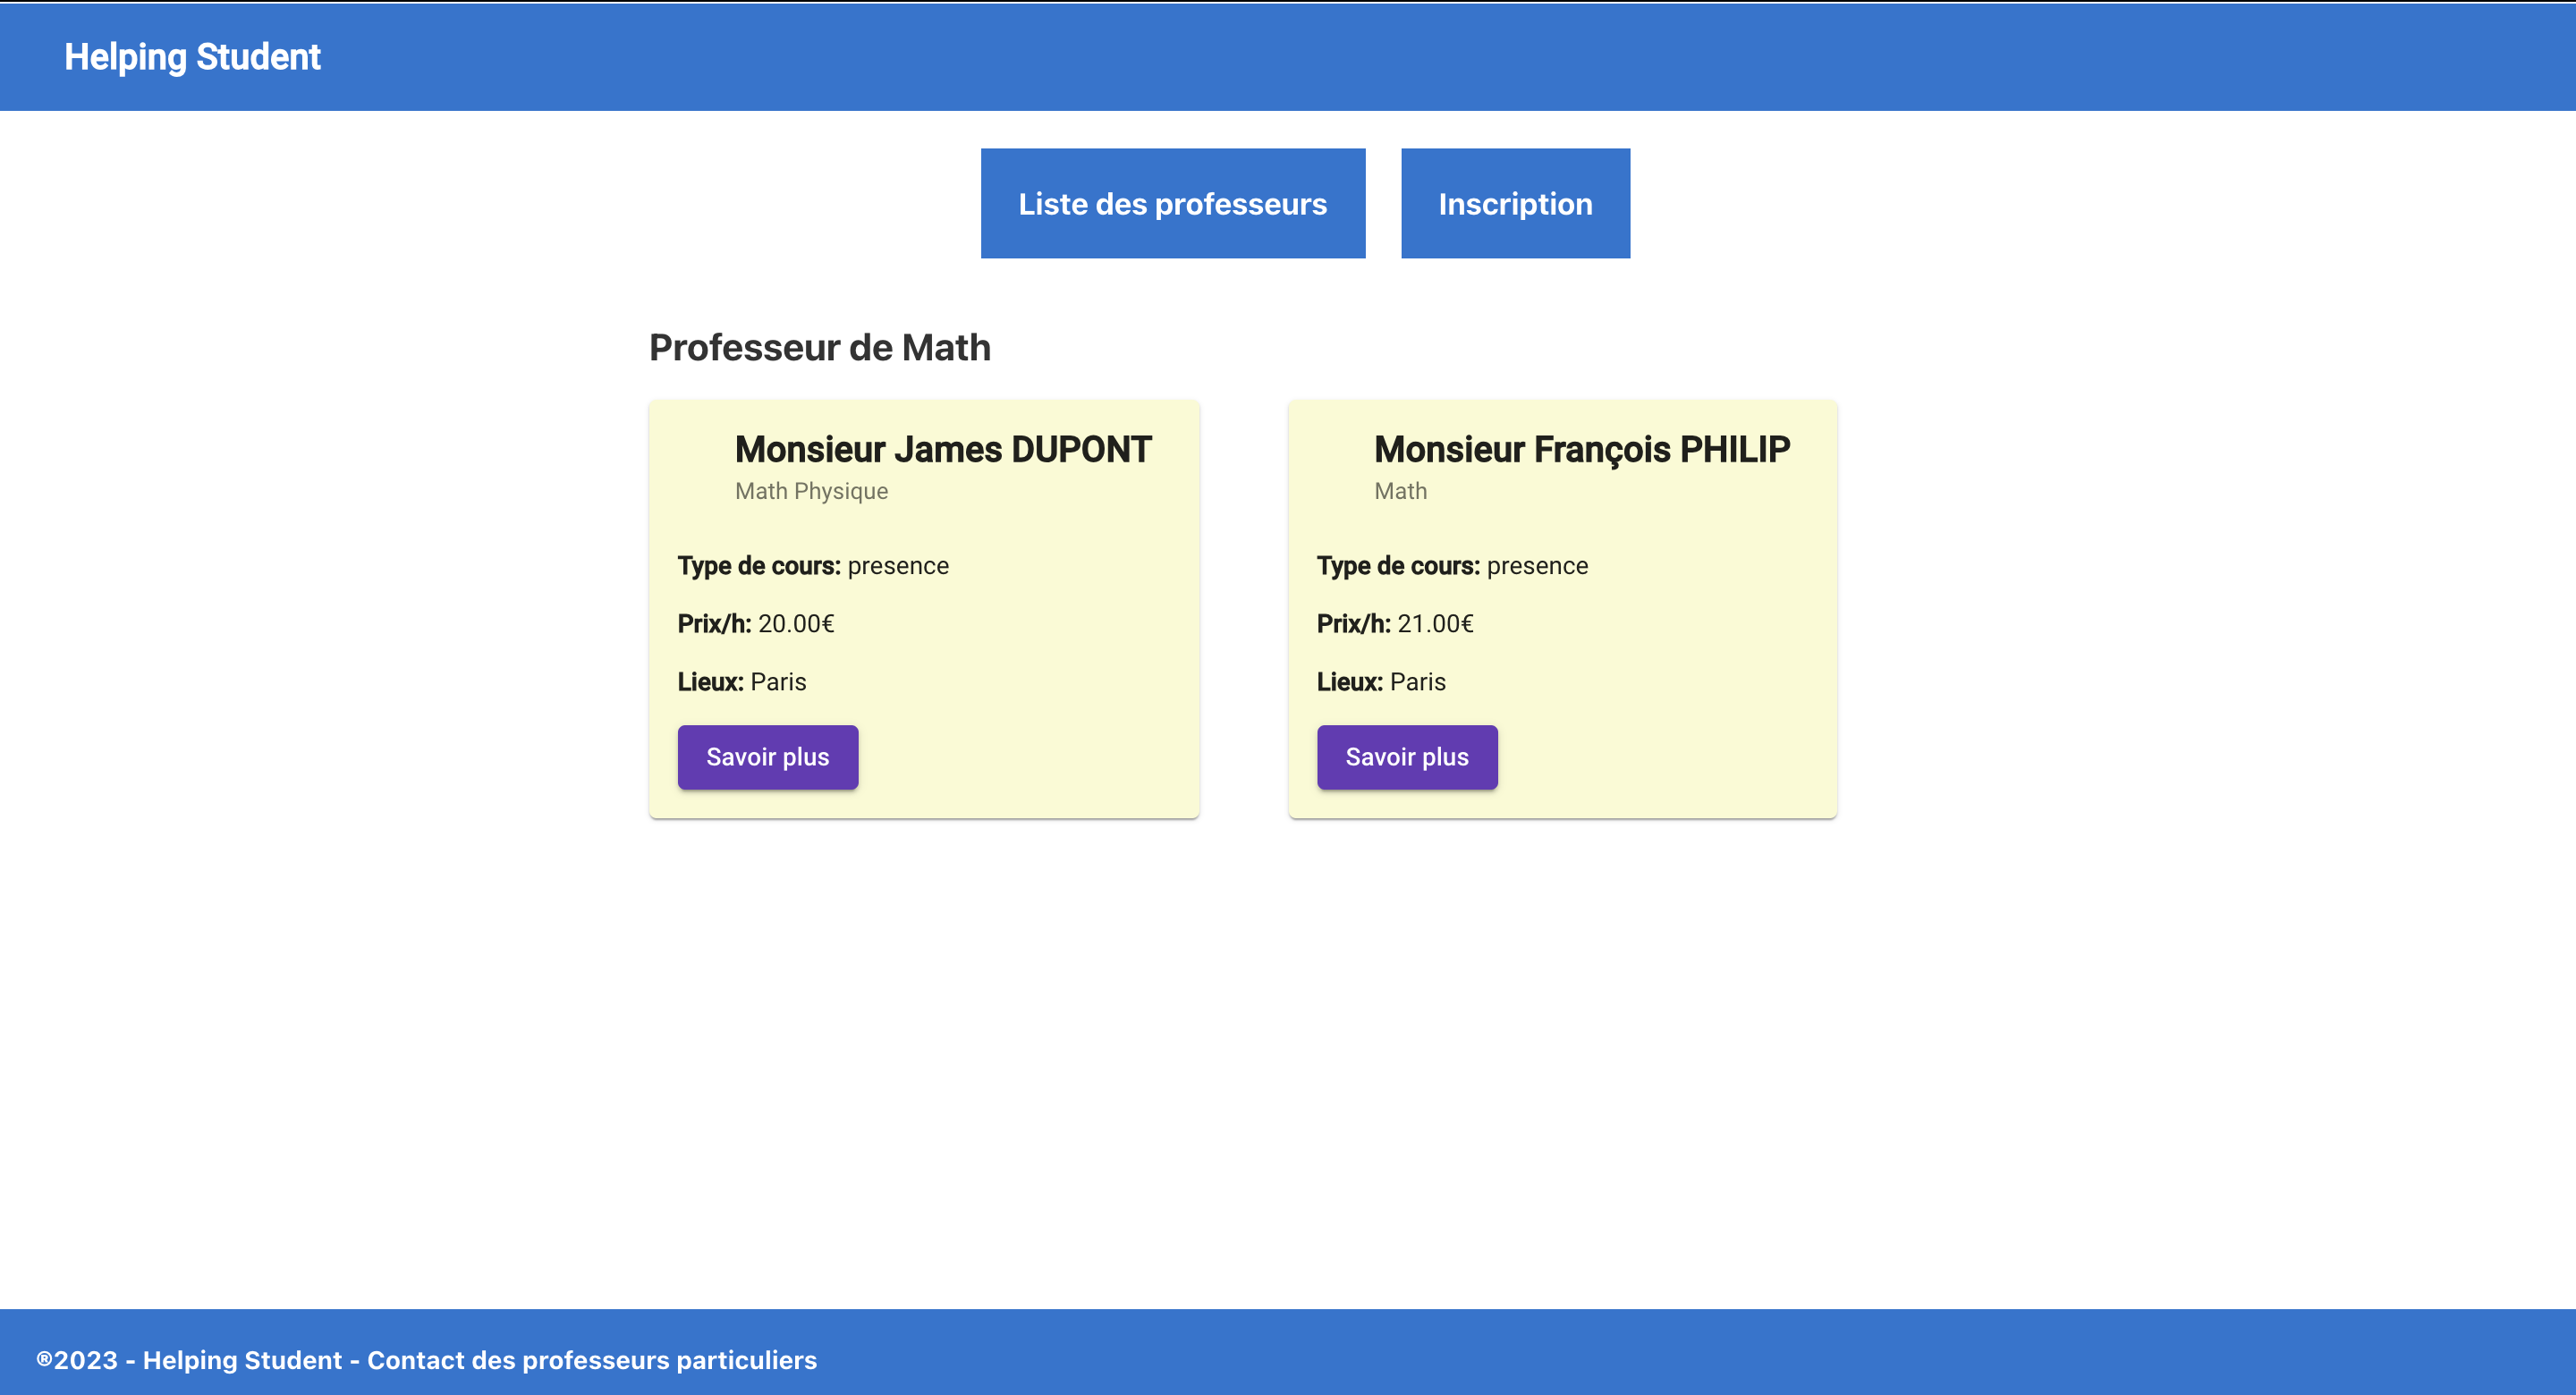 Helping Student
Liste des professeurs
Inscription
Professeur de Math
Monsieur James DUPONT
Math Physique
Type de cours: presence
Prix/h: 20.00€
Lieux: Paris
Savoir plus
Monsieur François PHILIP
Math
Type de cours: presence
Prix/h: 21.00€
Lieux: Paris
Savoir plus
®2023 - Helping Student - Contact des professeurs particuliers